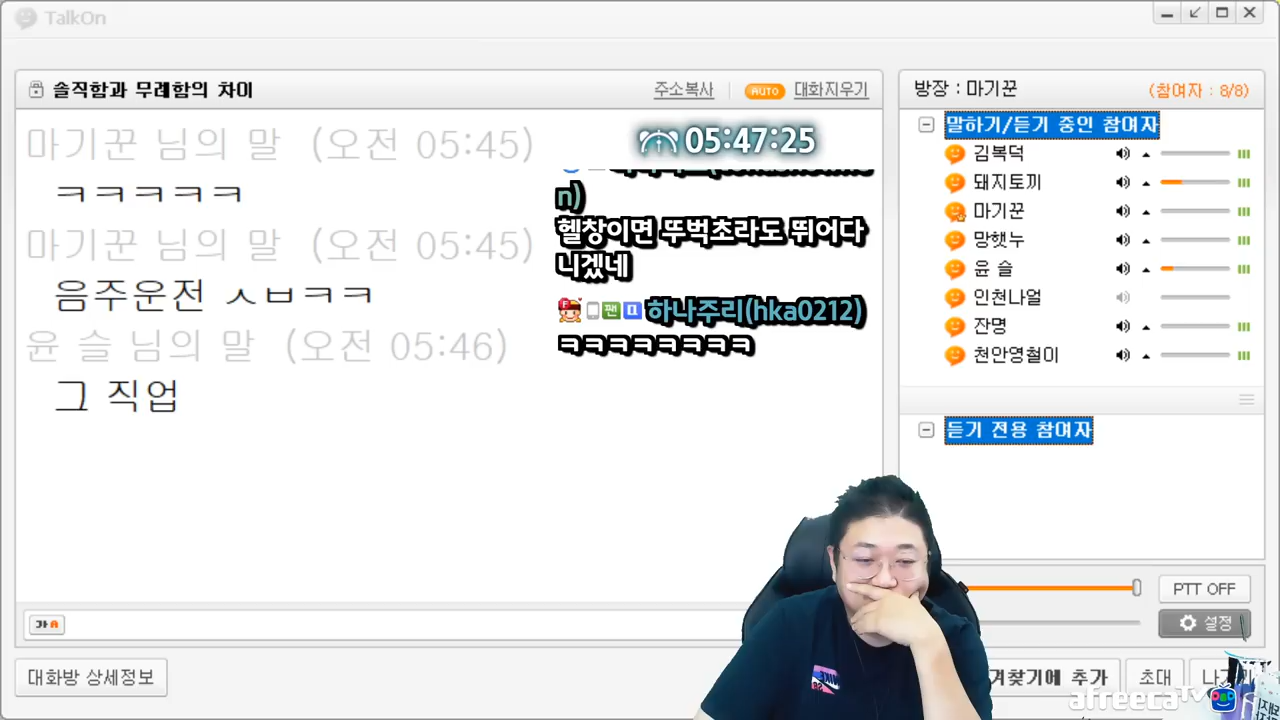 TalkOn
솔직함과 무례함의 차이
주소복사
AUTO
대화지우기
마기꾼 님의 말 (오전 05:45)
ㅋㅋㅋㅋㅋ
마기꾼 님의 말 (오전 05:45)
음주운전 ㅅㅂㅋㅋ
윤 슬 님의 말 (오전 05:46)
그 직업
05:47:25
n)
헬창이면 뚜벅초라도 뛰어다
니겠네
팬
하나주리(hka0212)
ㅋㅋㅋㅋㅋㅋㅋㅋ
방장 : 마기꾼
(참여자 : 8/8)
말하기/듣기 중인 참여자
김복덕
돼지토끼
마기꾼
망햇누
윤 슬
인천나얼
잔명
천안영철이
듣기 전용 참여자
PTT OFF
설정
가A
대화방 상세정보
겨찾기에 추가
초대
afreecaTV